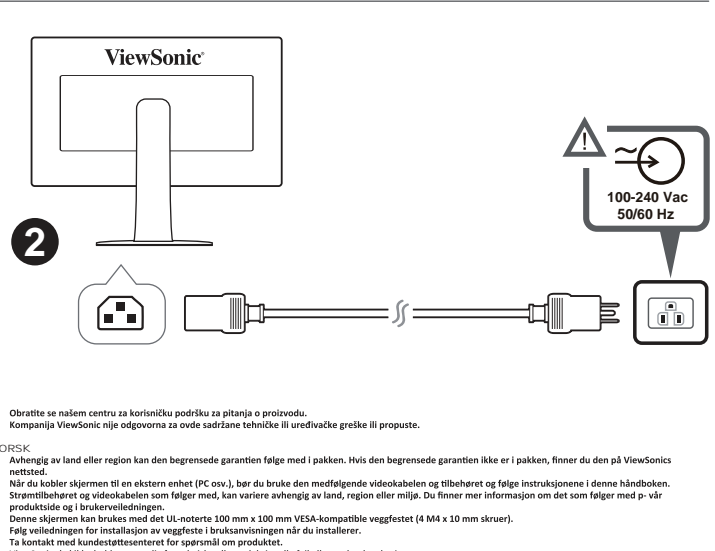 ViewSonic®
100-240 Vac
50/60 Hz
2
Obratite se našem centru za korisničku podršku za pitanja o proizvodu.
Kompanija ViewSonic nije odgovorna za ovde sadržane tehničke ili uređivačke greške ili propuste.
ORSK
Avhengig av land eller region kan den begrensede garantien følge med i pakken. Hvis den begrensede garantien ikke er i pakken, finner du den på ViewSonics
nettsted.
Når du kobler skjermen til en ekstern enhet (PC osv.), bør du bruke den medfølgende videokabelen og tilbehøret og følge instruksjonene i denne håndboken.
Strømtilbehøret og videokabelen som følger med, kan variere avhengig av land, region eller miljø. Du finner mer informasjon om det som følger med p- vår
produktside og i brukerveiledningen.
Denne skjermen kan brukes med det UL-noterte 100 mm x 100 mm VESA-kompatible veggfestet (4 M4 x 10 mm skruer).
Følg veiledningen for installasjon av veggfeste i bruksanvisningen når du installerer.
Ta kontakt med kundestøttesenteret for spørsmål om produktet.